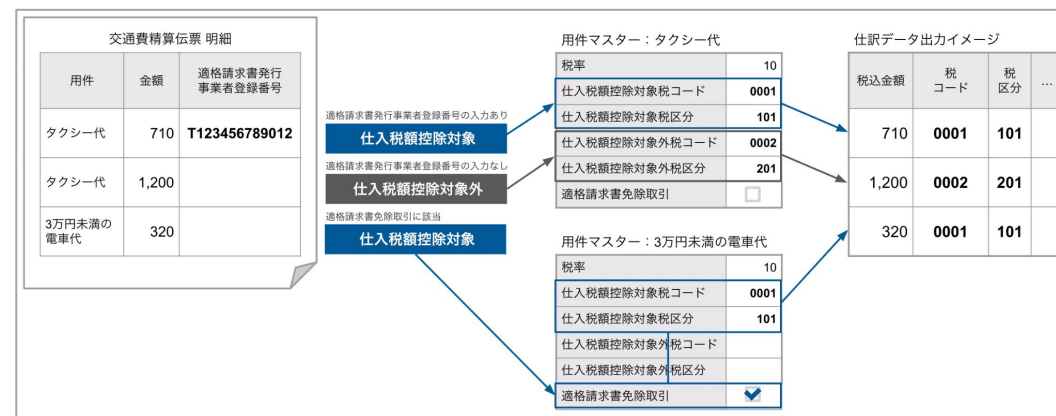 交通費精算伝票 明細
用件
金額
適格請求書発行
事業者登録番号
タクシー代
710
T123456789012
タクシー代
1,200
3万円未満の
電車代
320
適格請求書発行事業者登録番号の入力あり
仕入税額控除対象
適格請求書発行事業者登録番号の入力なし
仕入税額控除対象外
適格請求書免除取引に該当
仕入税額控除対象
用件マスター：タクシー代
税率
10
仕入税額控除対象税コード
0001
仕入税額控除対象税区分
101
仕入税額控除対象外税コード
0002
仕入税額控除対象外税区分
201
適格請求書免除取引
用件マスター：3万円未満の電車代
税率
10
仕入税額控除対象税コード
0001
仕入税額控除対象税区分
101
仕入税額控除対象外税コード
仕入税額控除対象外税区分
適格請求書免除取引
仕訳データ出力イメージ
税込金額
税
コード
税
区分
…
710
0001
101
1,200
0002
201
320
0001
101